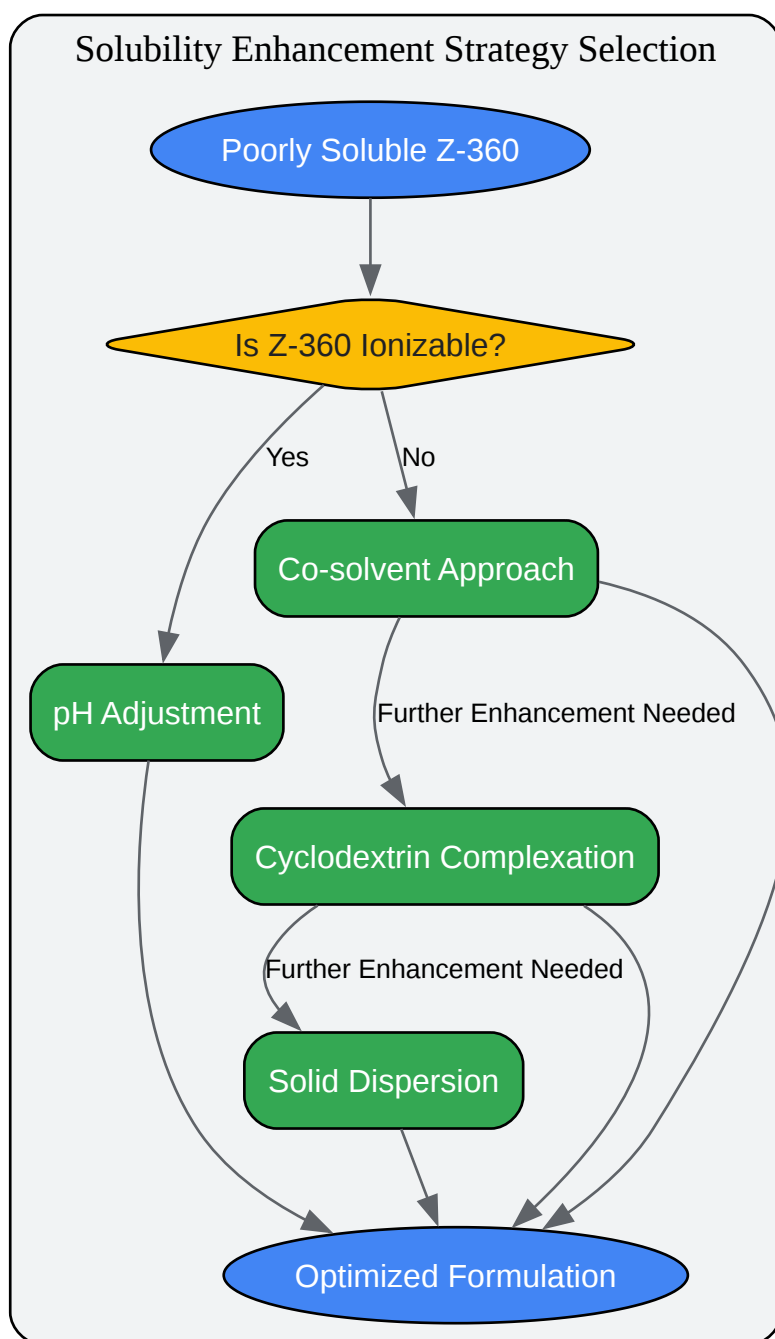 Solubility Enhancement Strategy Selection
Poorly Soluble Z-360
Is Z-360 Ionizable?
Yes
No
Co-solvent Approach
pH Adjustment
Further Enhancement Needed
Cyclodextrin Complexation
Further Enhancement Needed
Solid Dispersion
Optimized Formulation